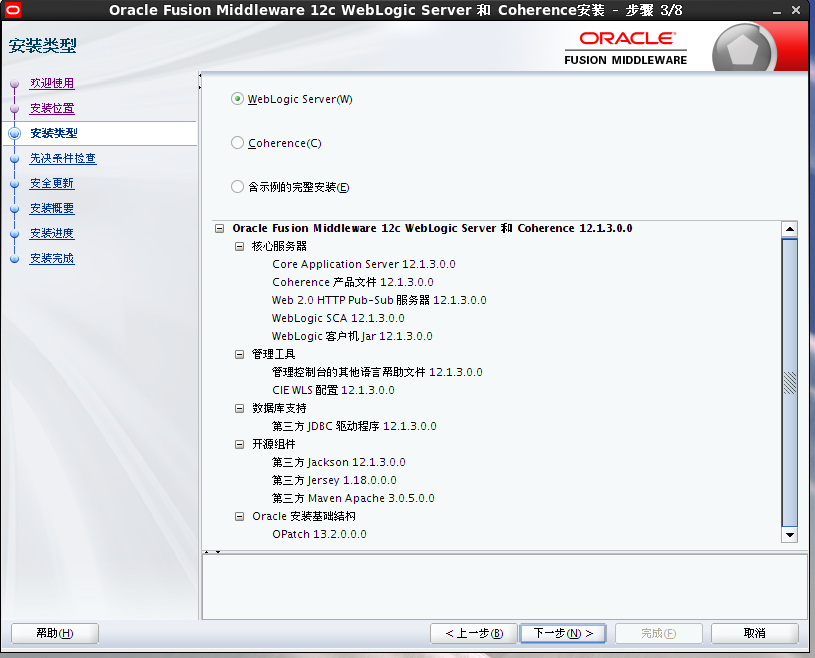 Oracle Fusion Middleware 12c WebLogic Server 和 Coherence安装 - 步骤 3/8
安装类型
ORACLE
FUSION MIDDLEWARE
欢迎使用
安装位置
安装类型
先决条件检查
安全更新
安装概要
安装进度
安装完成
WebLogic Server(W)
Coherence(C)
含示例的完整安装(E)
Oracle Fusion Middleware 12c WebLogic Server 和 Coherence 12.1.3.0.0
核心服务器
Core Application Server 12.1.3.0.0
Coherence 产品文件 12.1.3.0.0
Web 2.0 HTTP Pub-Sub 服务器 12.1.3.0.0
WebLogic SCA 12.1.3.0.0
WebLogic 客户机 Jar 12.1.3.0.0
管理工具
管理控制台的其他语言帮助文件 12.1.3.0.0
CIE WLS 配置 12.1.3.0.0
数据库支持
第三方 JDBC 驱动程序 12.1.3.0.0
开源组件
第三方 Jackson 12.1.3.0.0
第三方 Jersey 1.18.0.0.0
第三方 Maven Apache 3.0.5.0.0
Oracle 安装基础结构
OPatch 13.2.0.0.0
帮助(H)
< 上一步(B)
下一步(N) >
完成(F)
取消